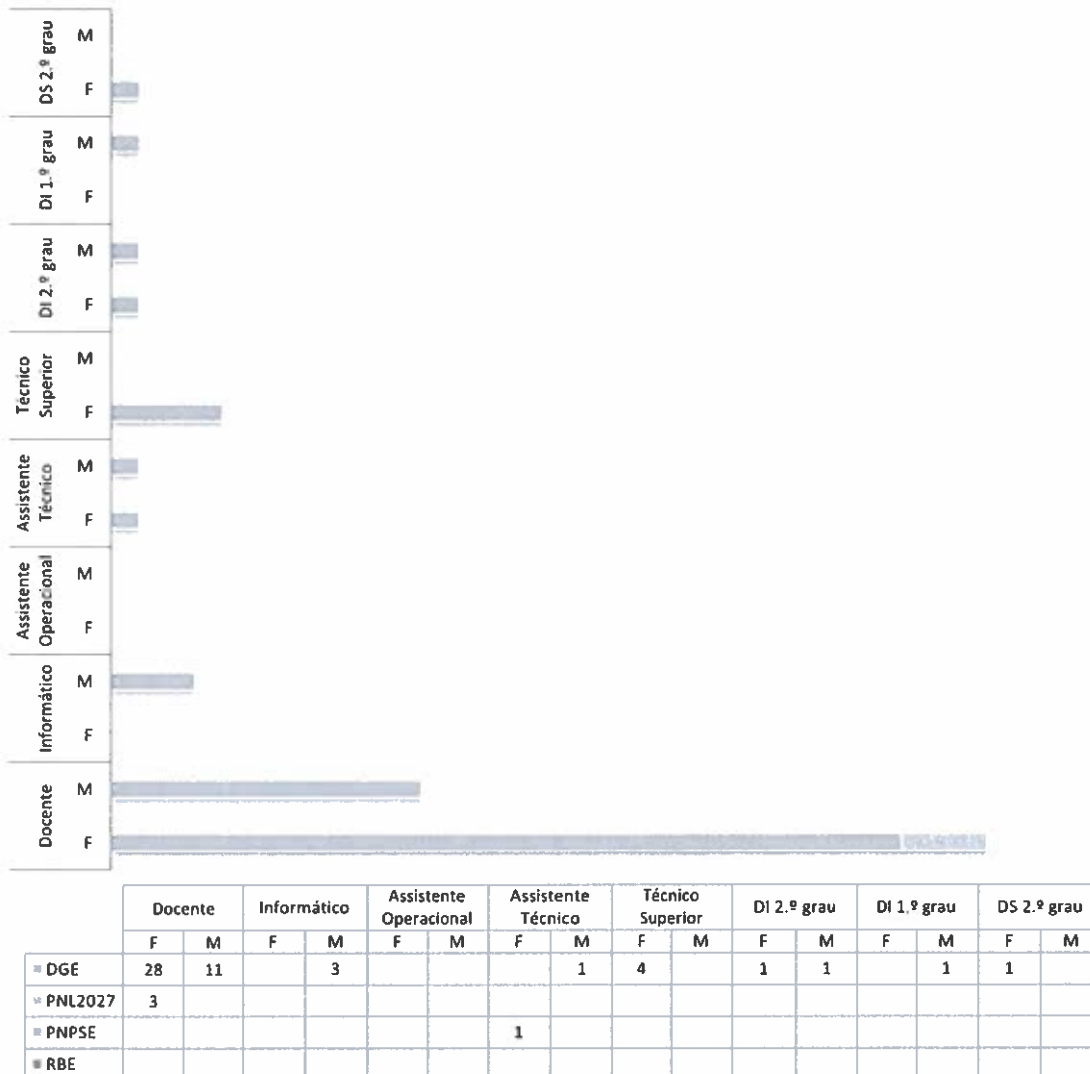 DS 2.º grau
M
F
DI 1.º grau
M
F
DI 2.º grau
M
F
Técnico
Superior
M
F
Assistente
Técnico
M
F
Assistente
Operacional
M
F
Informático
M
F
Docente
M
F
Docente Informático Assistente Operacional Assistente Técnico Técnico Superior DI 2.º grau DI 1.º grau DS 2.º grau
F M F M F M F M F M F M F M F M
DGE 28 11 3 1 4 1 1 1 1
PNL2027 3
PNPSE 1
RBE